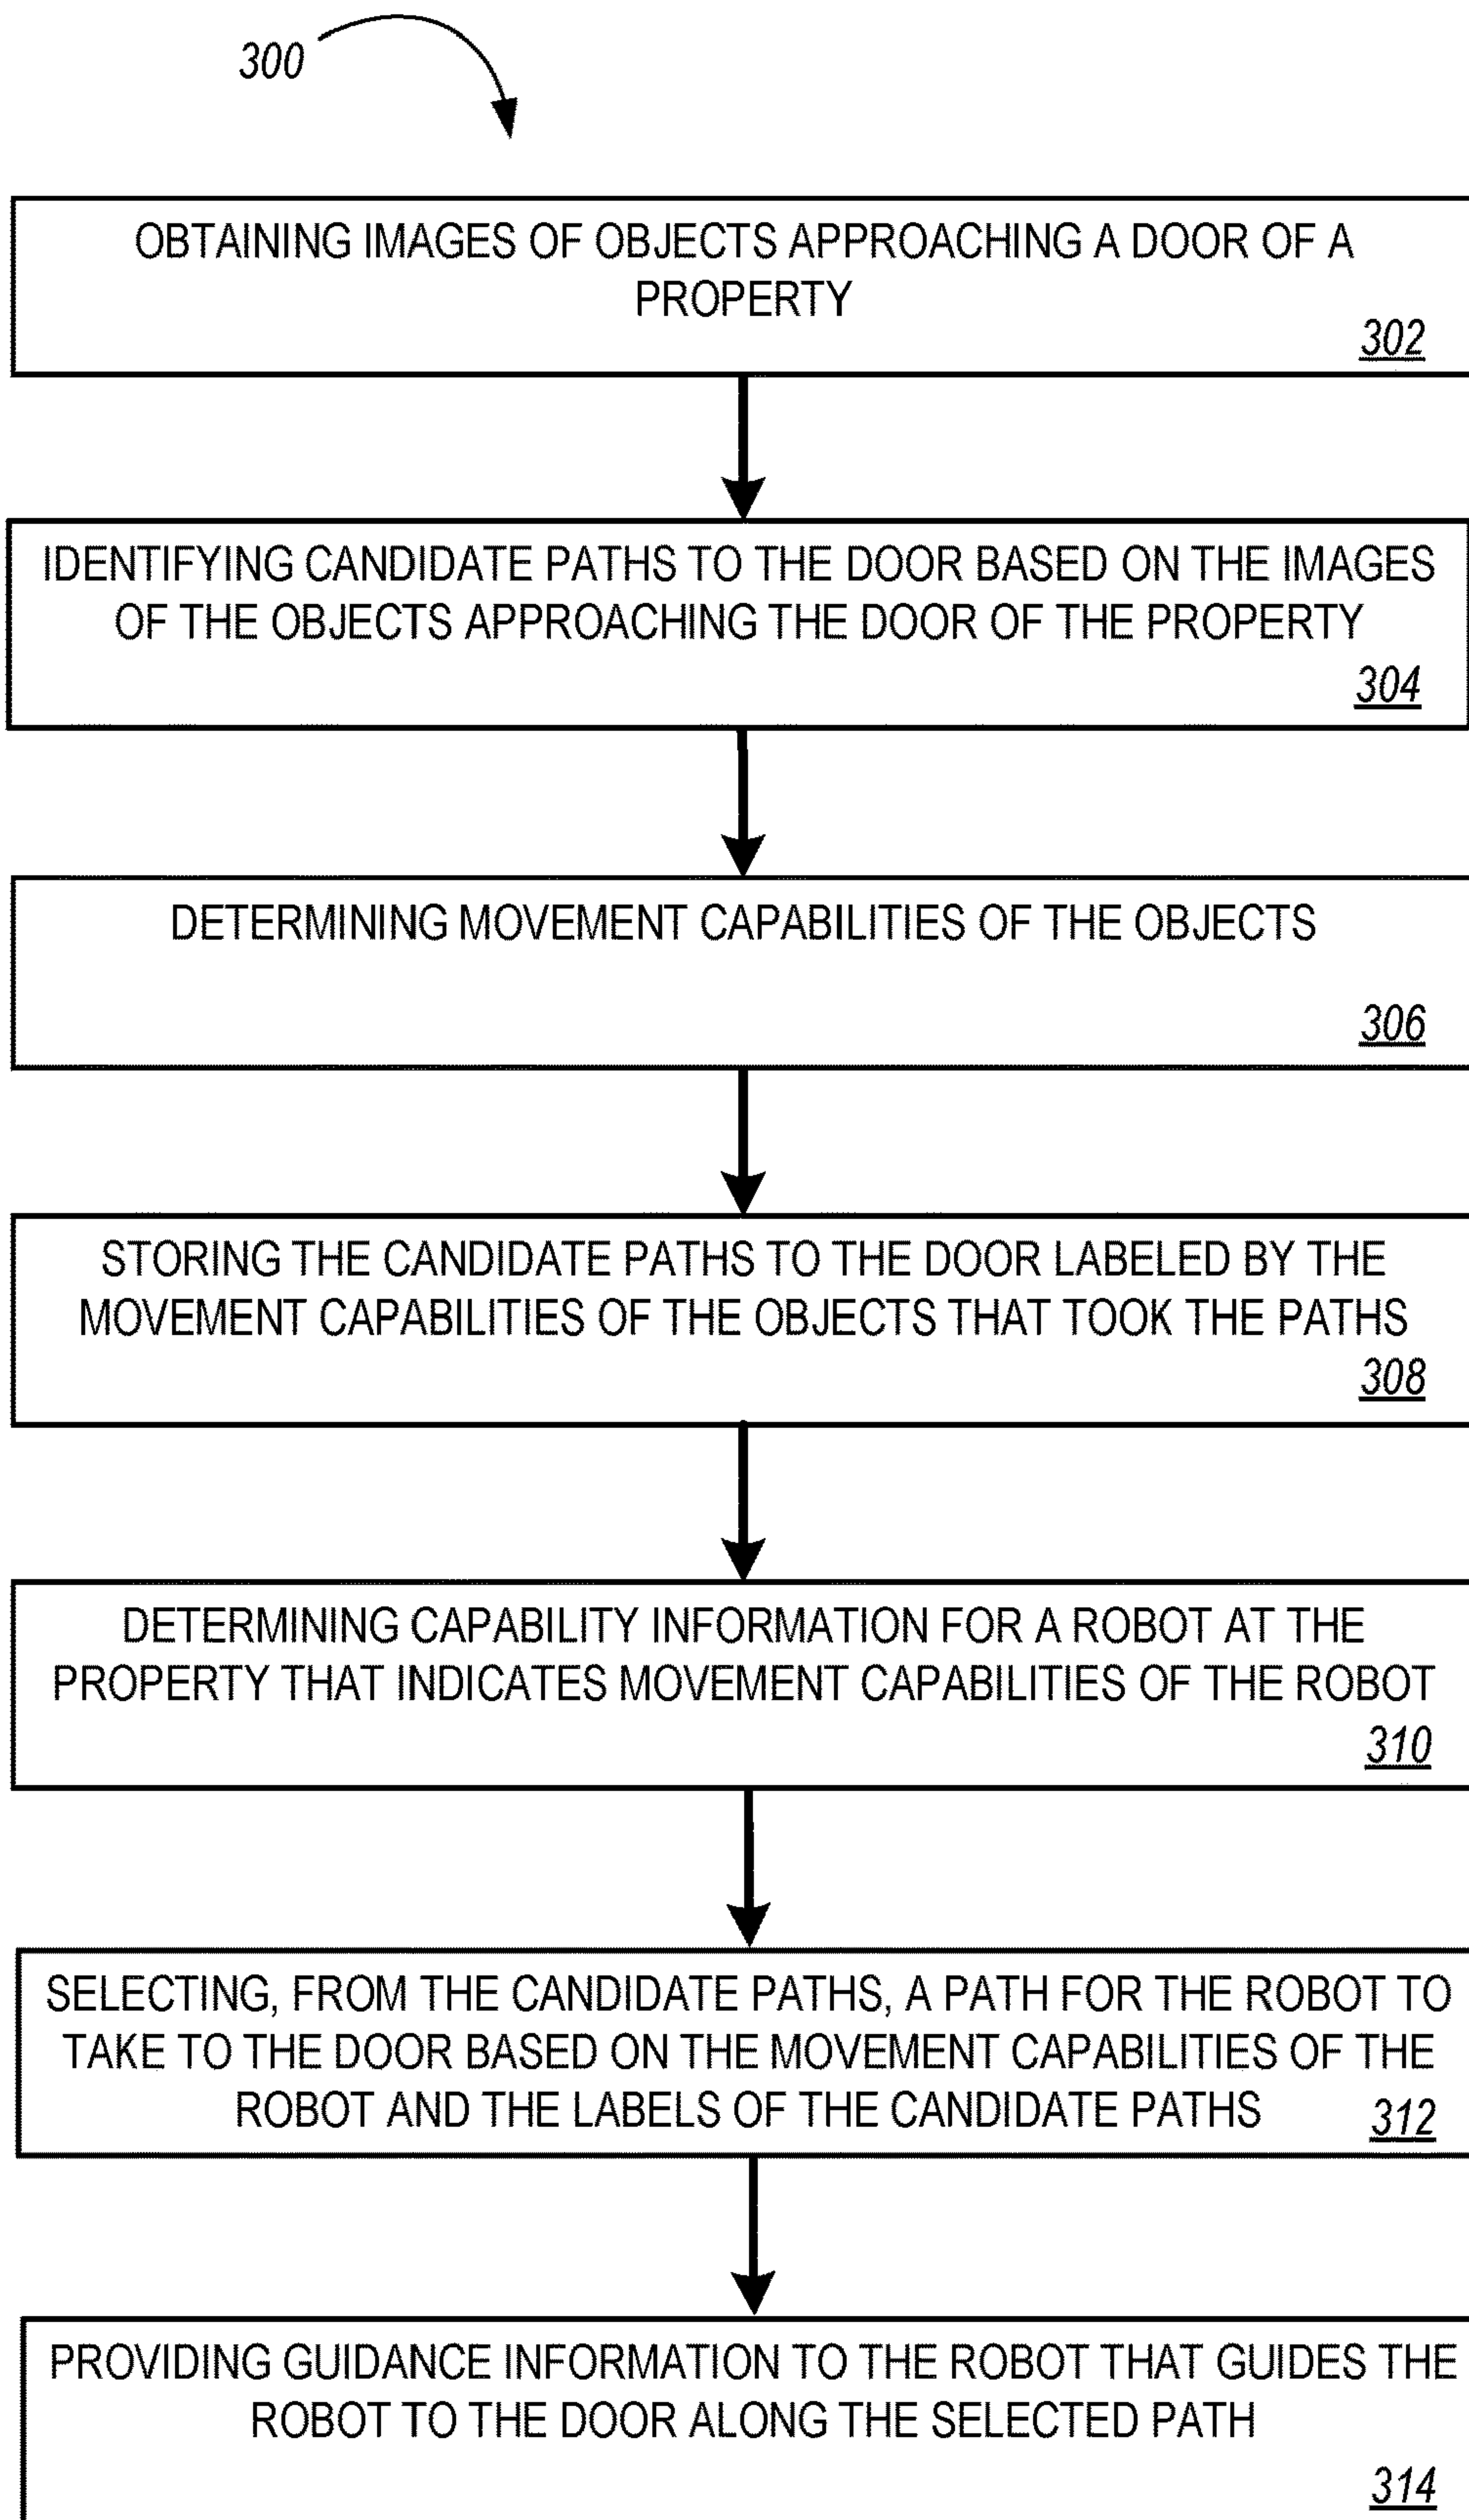 300
OBTAINING IMAGES OF OBJECTS APPROACHING A DOOR OF A
PROPERTY
302
IDENTIFYING CANDIDATE PATHS TO THE DOOR BASED ON THE IMAGES
OF THE OBJECTS APPROACHING THE DOOR OF THE PROPERTY
304
DETERMINING MOVEMENT CAPABILITIES OF THE OBJECTS
306
STORING THE CANDIDATE PATHS TO THE DOOR LABELED BY THE
MOVEMENT CAPABILITIES OF THE OBJECTS THAT TOOK THE PATHS
308
DETERMINING CAPABILITY INFORMATION FOR A ROBOT AT THE
PROPERTY THAT INDICATES MOVEMENT CAPABILITIES OF THE ROBOT
310
SELECTING, FROM THE CANDIDATE PATHS, A PATH FOR THE ROBOT TO
TAKE TO THE DOOR BASED ON THE MOVEMENT CAPABILITIES OF THE
ROBOT AND THE LABELS OF THE CANDIDATE PATHS
312
PROVIDING GUIDANCE INFORMATION TO THE ROBOT THAT GUIDES THE
ROBOT TO THE DOOR ALONG THE SELECTED PATH
314